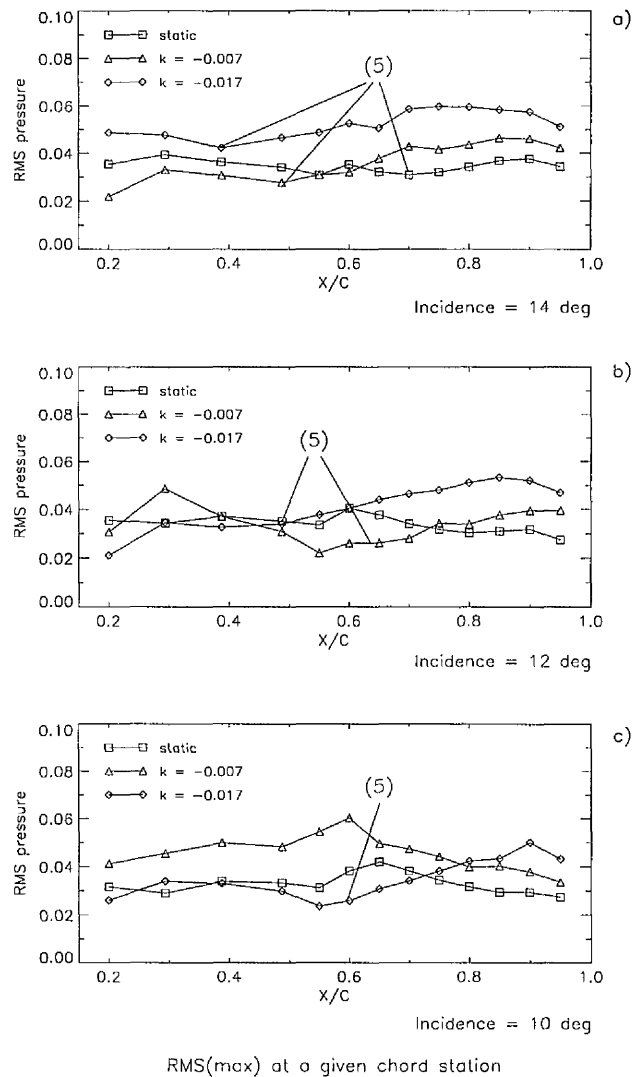 a)
0.10
0.08
0.06
0.04
0.02
0.00
RMS pressure
static
k = -0.007
k = -0.017
(5)
0.2 0.4 0.6 0.8 1.0
X/C
Incidence = 14 deg
b)
0.10
0.08
0.06
0.04
0.02
0.00
RMS pressure
static
k = -0.007
k = -0.017
(5)
0.2 0.4 0.6 0.8 1.0
X/C
Incidence = 12 deg
c)
0.10
0.08
0.06
0.04
0.02
0.00
RMS pressure
static
k = -0.007
k = -0.017
(5)
0.2 0.4 0.6 0.8 1.0
X/C
Incidence = 10 deg
RMS(max) at a given chord station